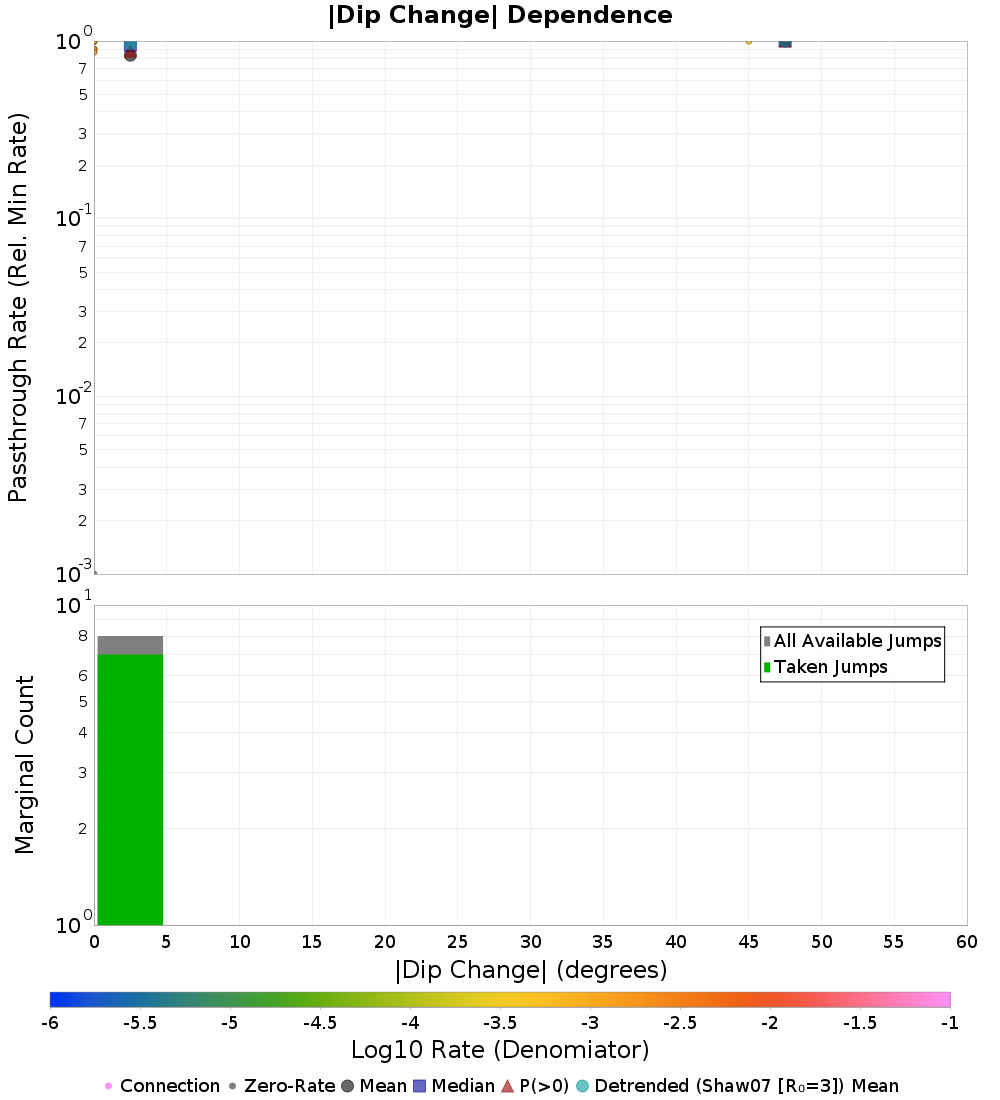 |Dip Change| Dependence
Passthrough Rate (Rel. Min Rate)
10^0
7
5
3
2
10^-1
7
5
3
2
10^-2
7
5
3
2
10^-3
Marginal Count
10^1
8
6
5
4
3
2
10^0
All Available Jumps
Taken Jumps
0 5 10 15 20 25 30 35 40 45 50 55 60
|Dip Change| (degrees)
-6 -5.5 -5 -4.5 -4 -3.5 -3 -2.5 -2 -1.5 -1
Log10 Rate (Denomiator)
Connection Zero-Rate Mean Median P(>0) Detrended (Shaw07 [R₀=3]) Mean